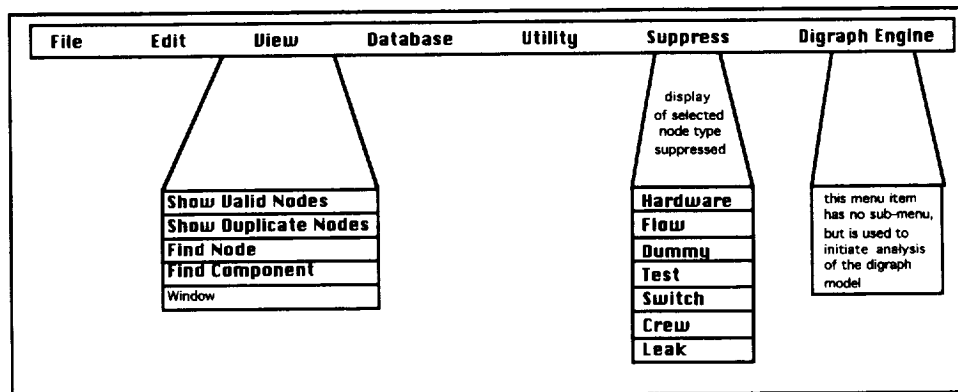 File Edit View Database Utility Suppress Digraph Engine
display
of selected
node type
suppressed
Show Valid Nodes
Show Duplicate Nodes
Find Node
Find Component
Window
Hardware
Flow
Dummy
Test
Switch
Crew
Leak
this menu item
has no sub-menu,
but is used to
initiate analysis
of the digraph
model